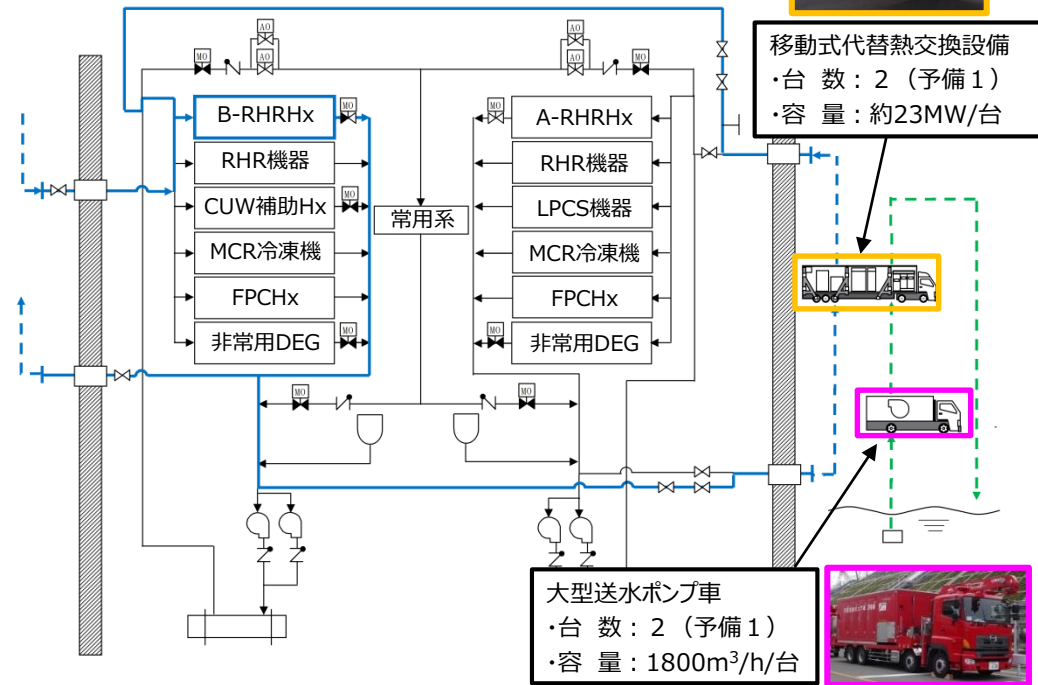 AO
AO
MO
AO
AO
MO
移動式代替熱交換設備
・台 数：2（予備1）
・容 量：約23MW/台
B-RHRHx
MO
RHR機器
CUW補助Hx
MO
MCR冷凍機
FPCHx
非常用DEG
MO
常用系
MO
A-RHRHx
RHR機器
LPCS機器
MCR冷凍機
FPCHx
MO
非常用DEG
MO
MO
大型送水ポンプ車
・台 数：2（予備1）
・容 量：1800m³/h/台